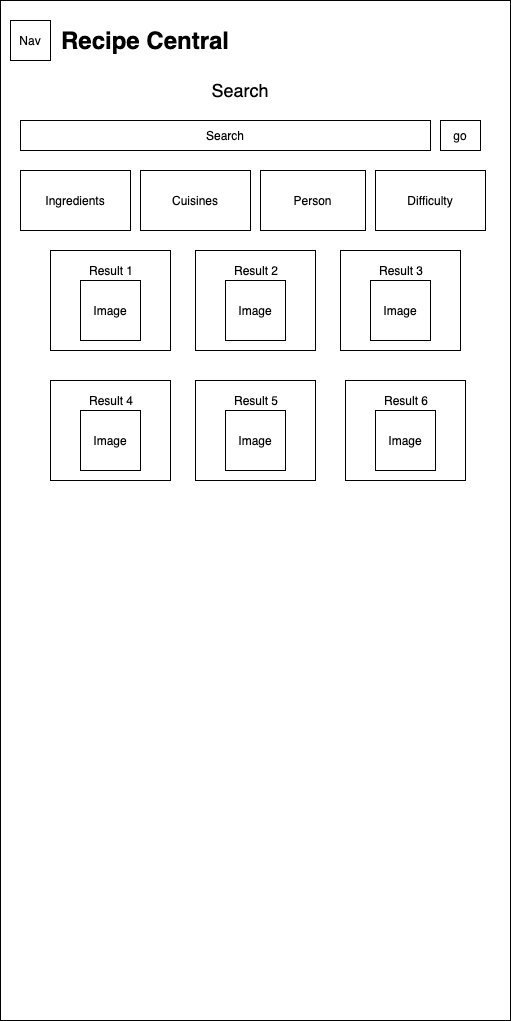 Nav
Recipe Central
Search
Search
go
Ingredients
Cuisines
Person
Difficulty
Result 1
Result 2
Result 3
Image
Image
Image
Result 4
Result 5
Result 6
Image
Image
Image